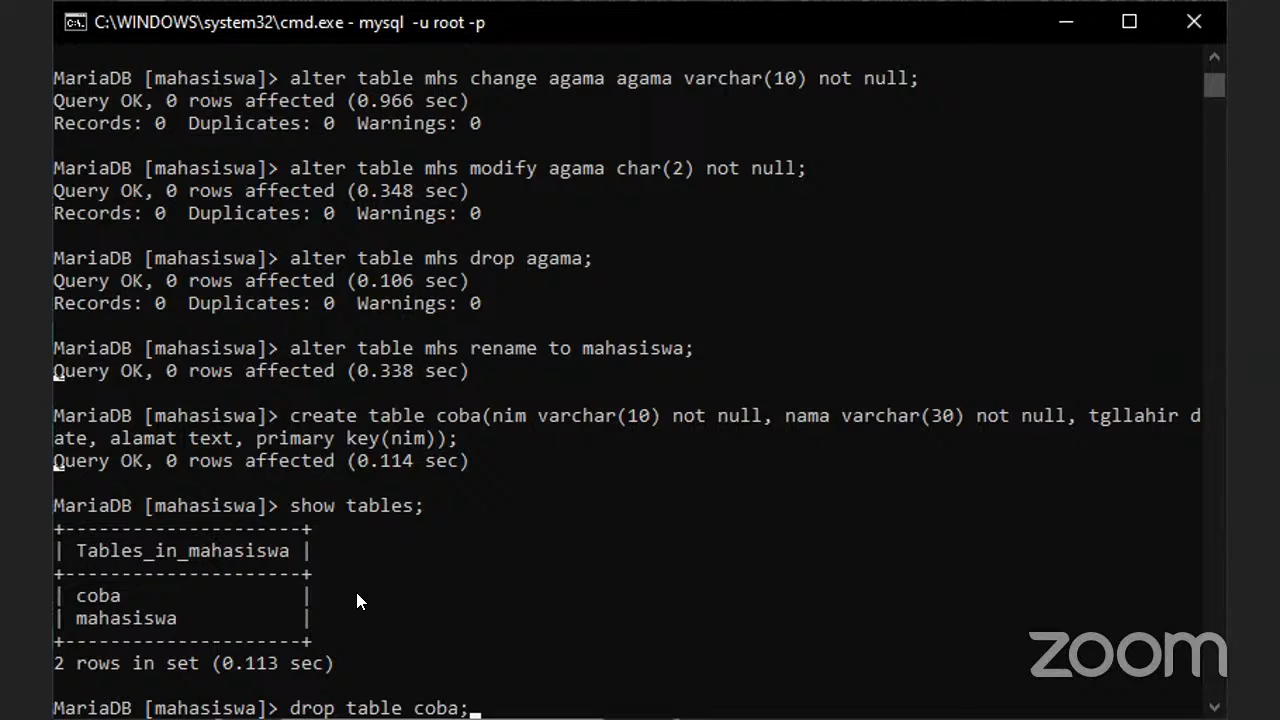 C:\WINDOWS\system32\cmd.exe - mysql  -u root -p
MariaDB [mahasiswa]> alter table mhs change agama agama varchar(10) not null;
Query OK, 0 rows affected (0.966 sec)
Records: 0  Duplicates: 0  Warnings: 0
MariaDB [mahasiswa]> alter table mhs modify agama char(2) not null;
Query OK, 0 rows affected (0.348 sec)
Records: 0  Duplicates: 0  Warnings: 0
MariaDB [mahasiswa]> alter table mhs drop agama;
Query OK, 0 rows affected (0.106 sec)
Records: 0  Duplicates: 0  Warnings: 0
MariaDB [mahasiswa]> alter table mhs rename to mahasiswa;
Query OK, 0 rows affected (0.338 sec)
MariaDB [mahasiswa]> create table coba(nim varchar(10) not null, nama varchar(30) not null, tgllahir d
ate, alamat text, primary key(nim));
Query OK, 0 rows affected (0.114 sec)
MariaDB [mahasiswa]> show tables;
+---------------------+
| Tables_in_mahasiswa |
+---------------------+
| coba                |
| mahasiswa           |
+---------------------+
2 rows in set (0.113 sec)
MariaDB [mahasiswa]> drop table coba;
zoom